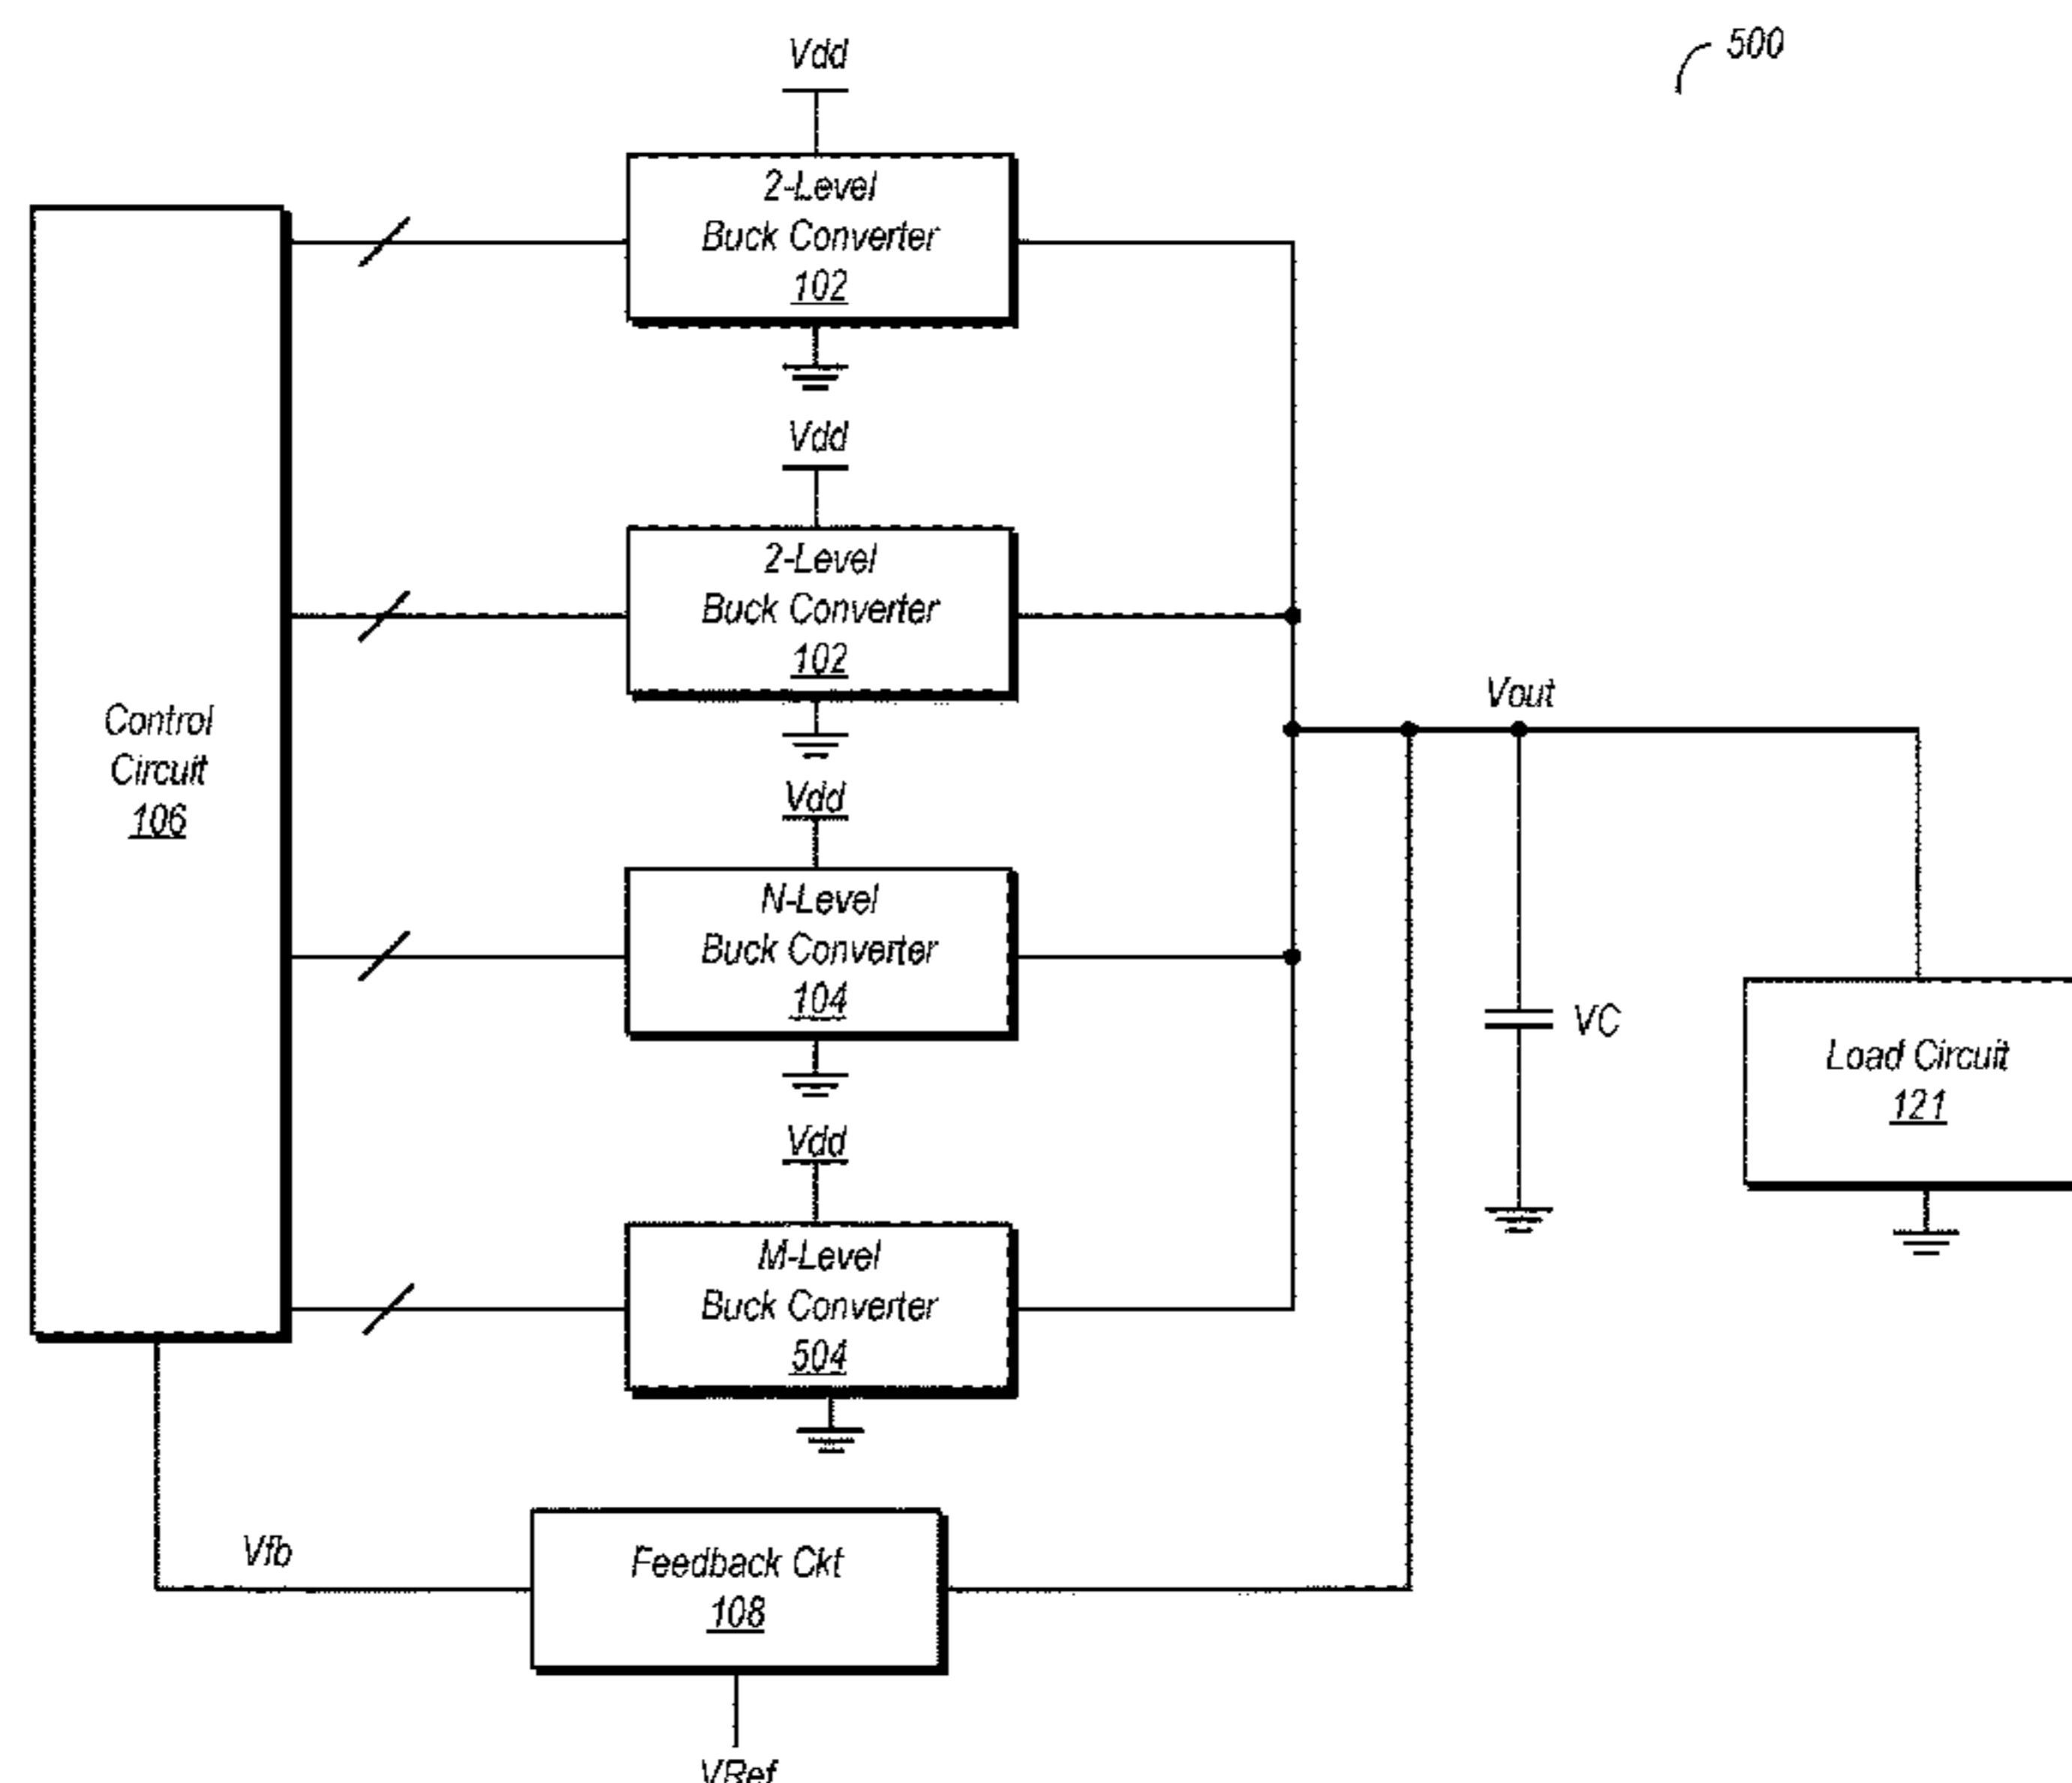 500
Vdd
2-Level
Buck Converter
102
Vdd
2-Level
Buck Converter
102
Control
Circuit
106
Vout
Vdd
N-Level
Buck Converter
104
VC
Load Circuit
121
Vdd
M-Level
Buck Converter
504
Vfb
Feedback Ckt
108
VRef